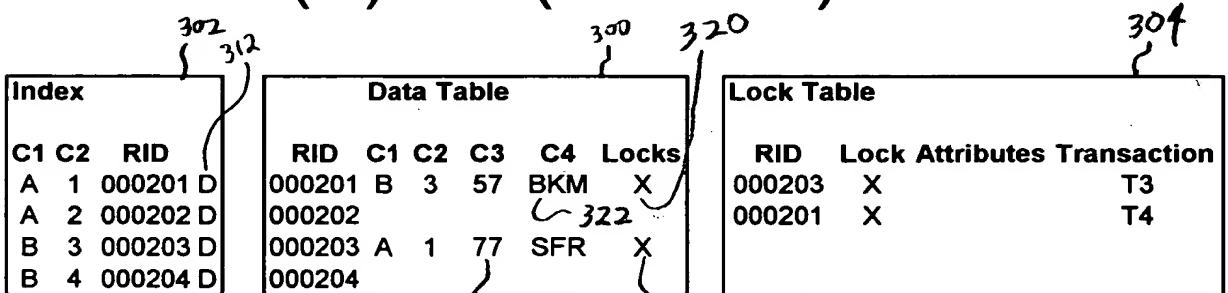 302
312
300
320
304
Index
C1 C2 RID
A 1 000201 D
A 2 000202 D
B 3 000203 D
B 4 000204 D
Data Table
RID C1 C2 C3 C4 Locks
000201 B 3 57 BKM X
000202
322
000203 A 1 77 SFR X
000204
Lock Table
RID Lock Attributes Transaction
000203 X T3
000201 X T4